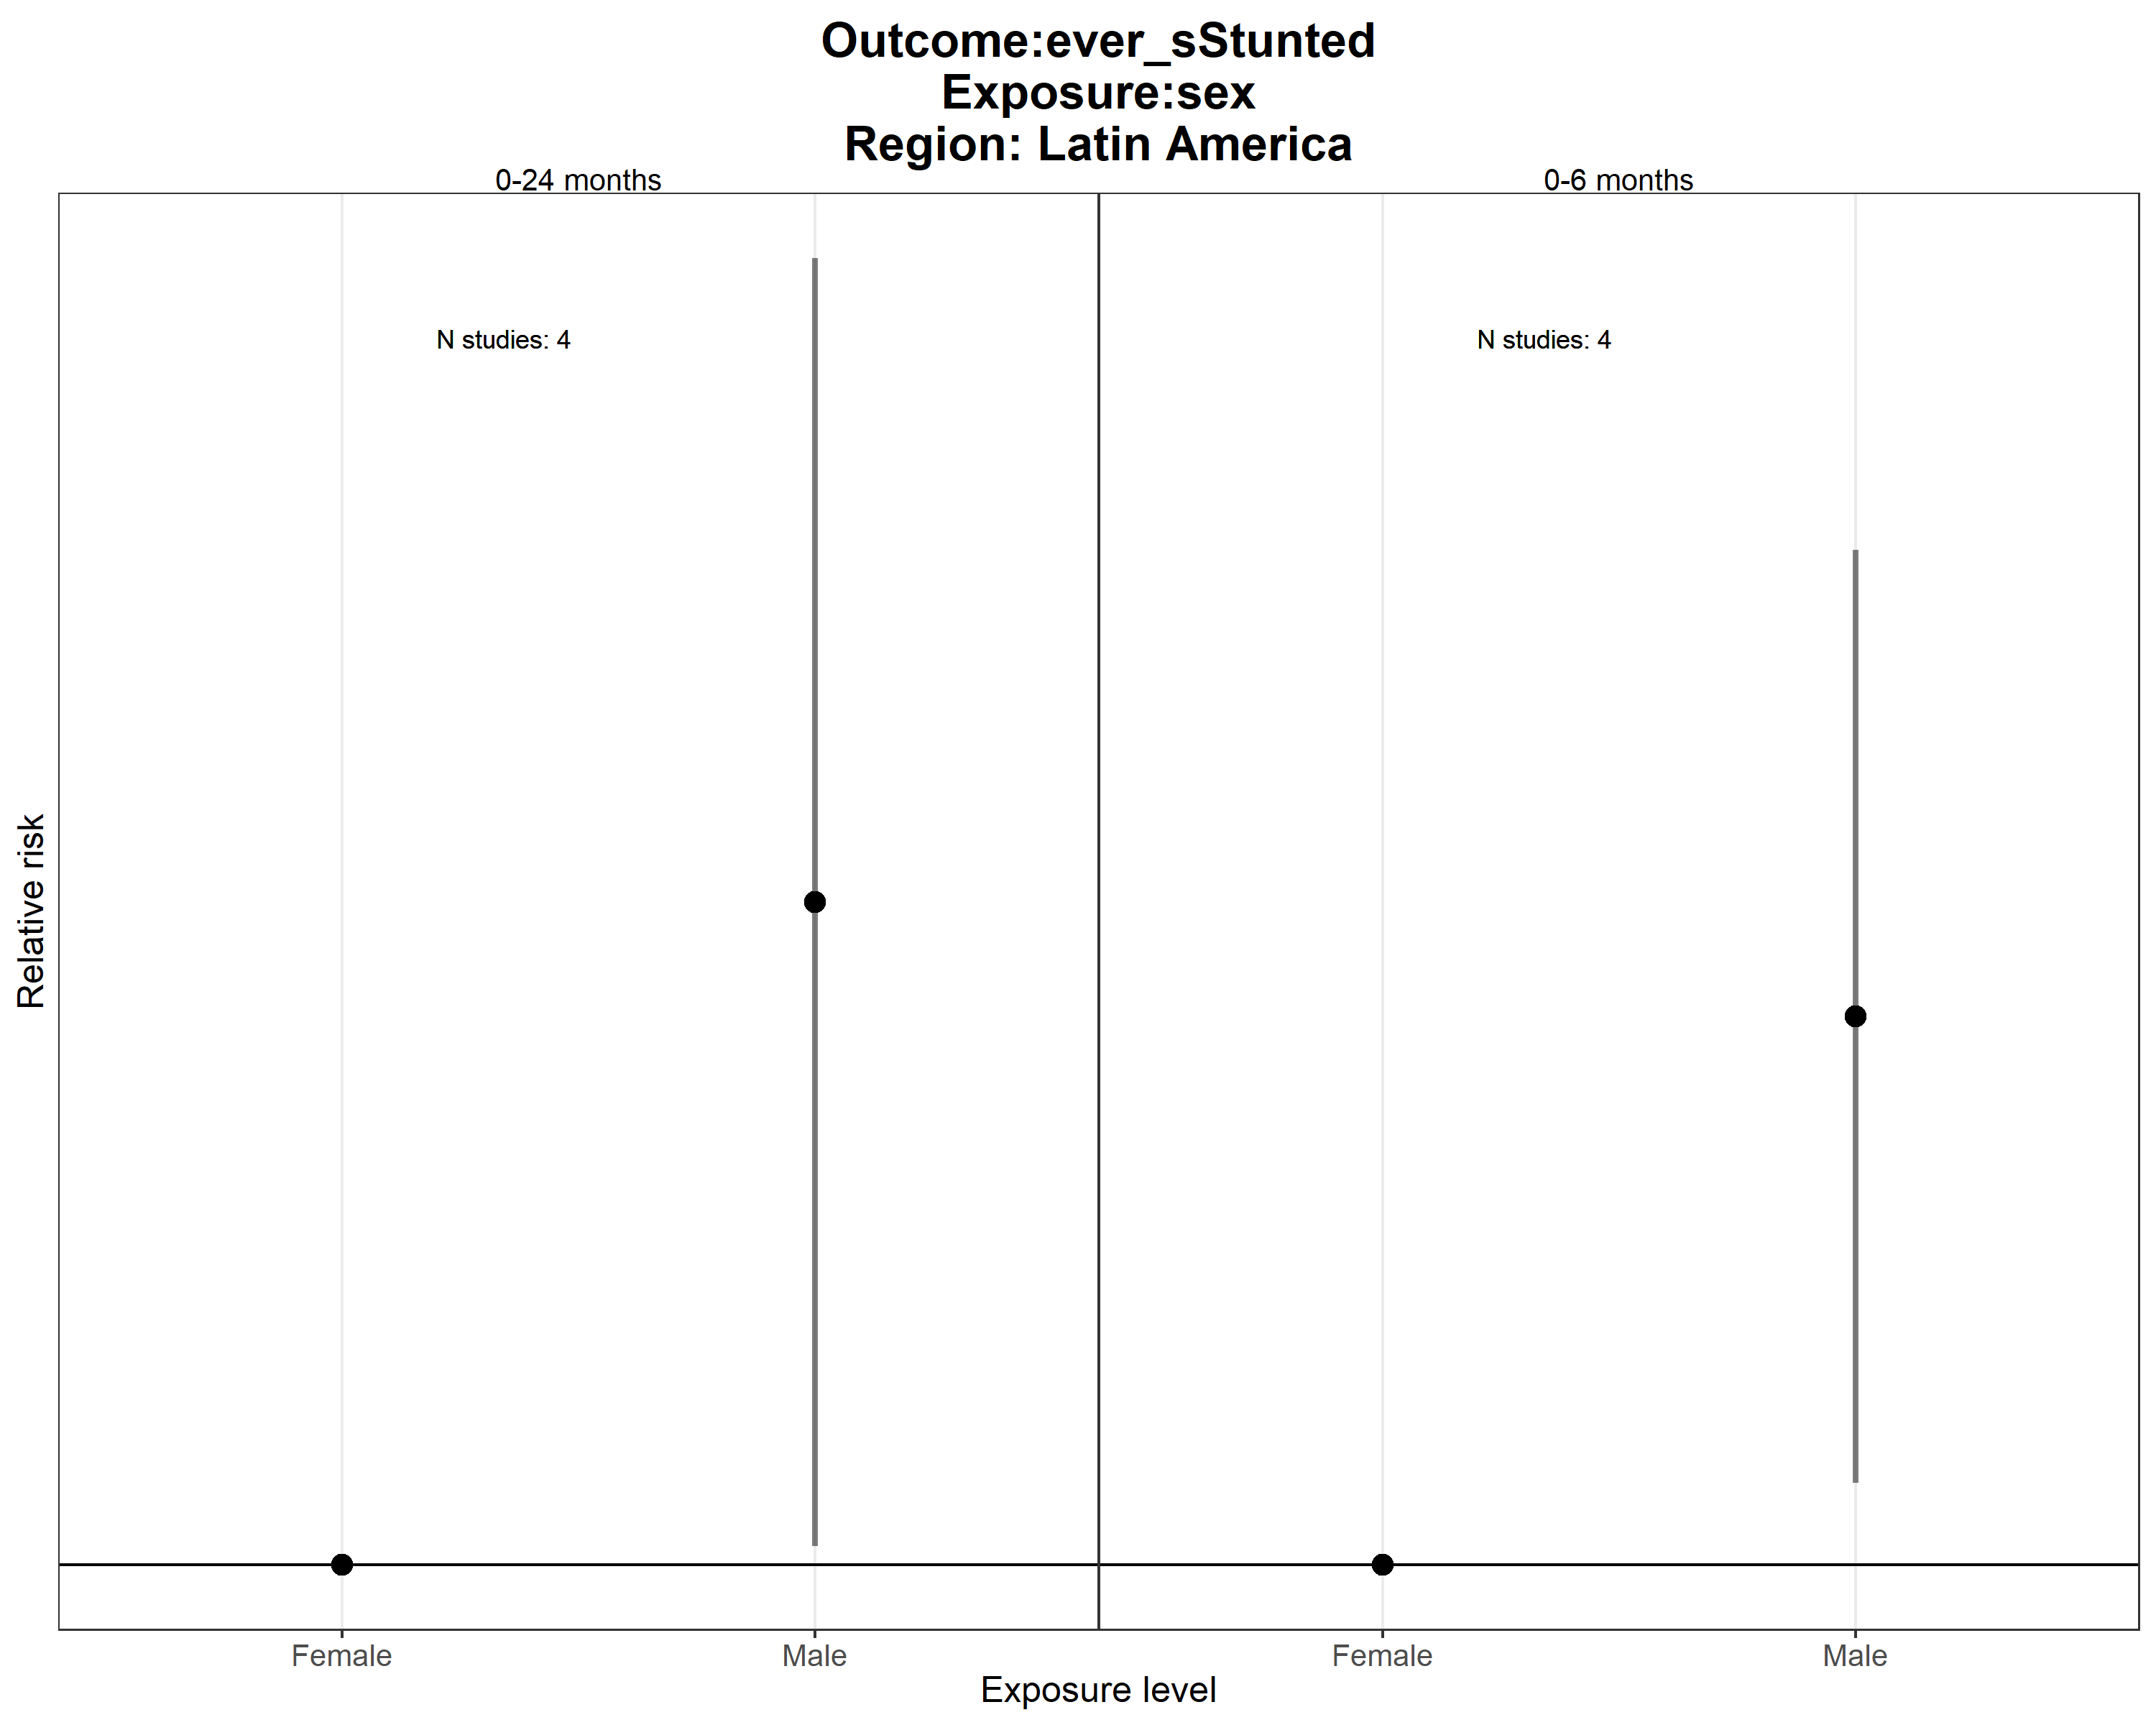 Outcome:ever_sStunted
Exposure:sex
Region: Latin America
0-24 months
0-6 months
N studies: 4
N studies: 4
Relative risk
Female
Male
Female
Male
Exposure level